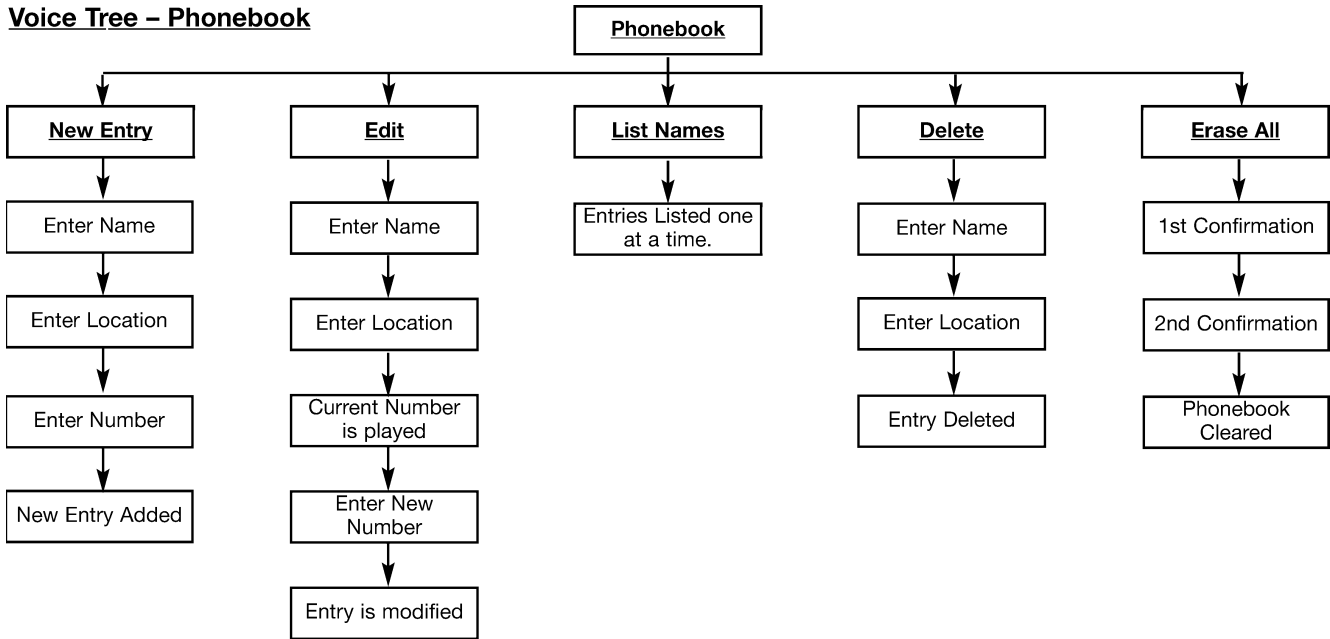 Voice Tree – Phonebook
Phonebook
New Entry
Edit
List Names
Delete
Erase All
Enter Name
Enter Name
Entries Listed one
at a time.
Enter Name
1st Confirmation
Enter Location
Enter Location
Enter Location
2nd Confirmation
Enter Number
Current Number
is played
Entry Deleted
Phonebook
Cleared
New Entry Added
Enter New
Number
Entry is modified